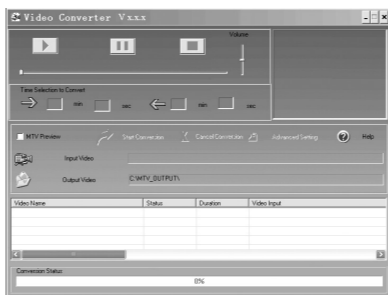 Video Converter Vxxx
Volume
Time Selection to Convert
min sec min sec
MTV Preview Start Conversion Cancel Conversion Advanced Setting Help
Input Video
Output Video C:\MTV_OUTPUT\
Video Name Status Duration Video Input
Conversion Status:
0%